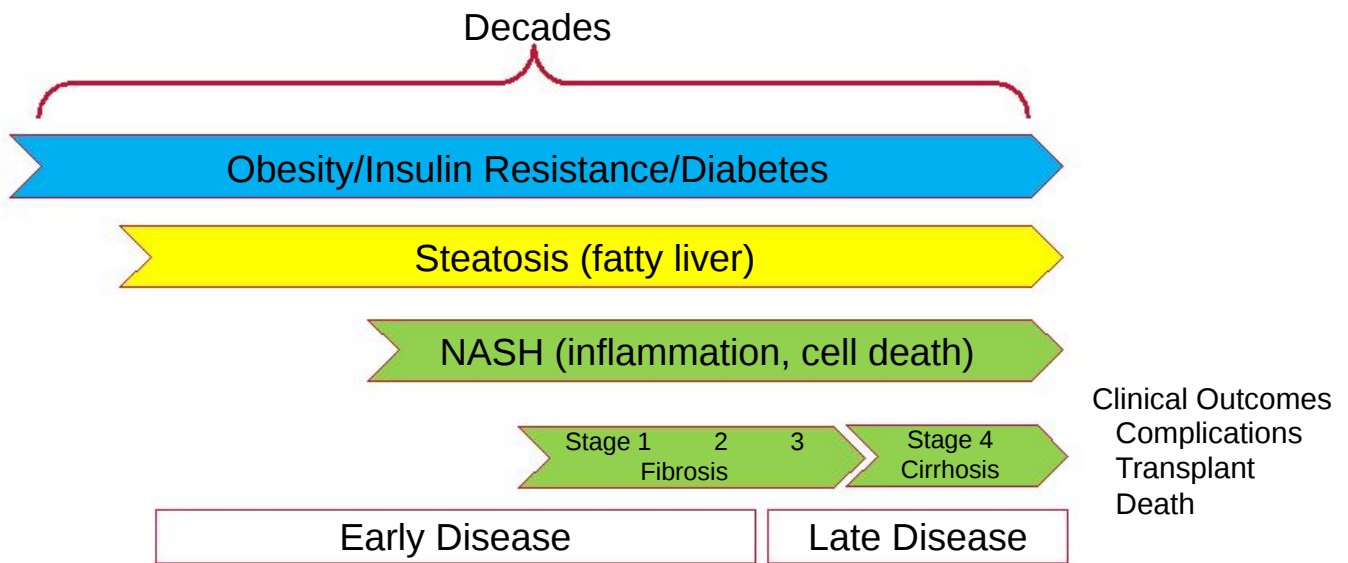 Decades
Obesity/Insulin Resistance/Diabetes
Steatosis (fatty liver)
NASH (inflammation, cell death)
Stage 1 2 3
Fibrosis
Stage 4
Cirrhosis
Clinical Outcomes
Complications
Transplant
Death
Early Disease
Late Disease